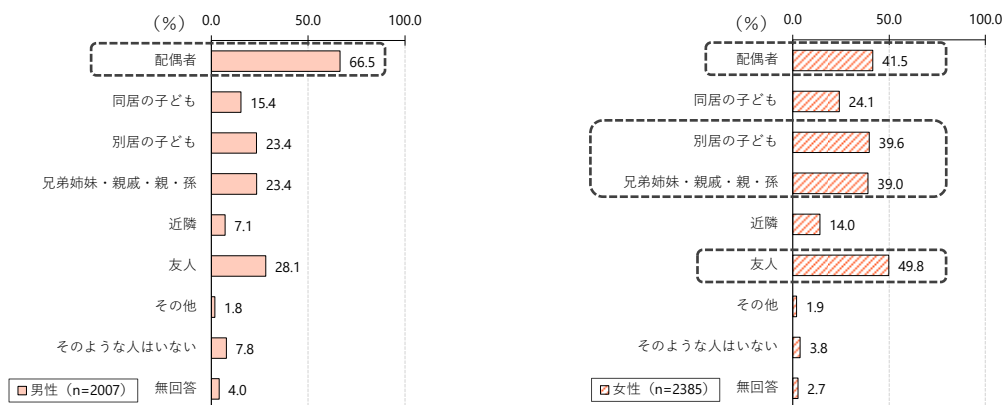 （%） 0.0 50.0 100.0
配偶者 66.5
同居の子ども 15.4
別居の子ども 23.4
兄弟姉妹・親戚・親・孫 23.4
近隣 7.1
友人 28.1
その他 1.8
そのような人はいない 7.8
無回答 4.0
男性（n=2007）
（%） 0.0 50.0 100.0
配偶者 41.5
同居の子ども 24.1
別居の子ども 39.6
兄弟姉妹・親戚・親・孫 39.0
近隣 14.0
友人 49.8
その他 1.9
そのような人はいない 3.8
無回答 2.7
女性（n=2385）